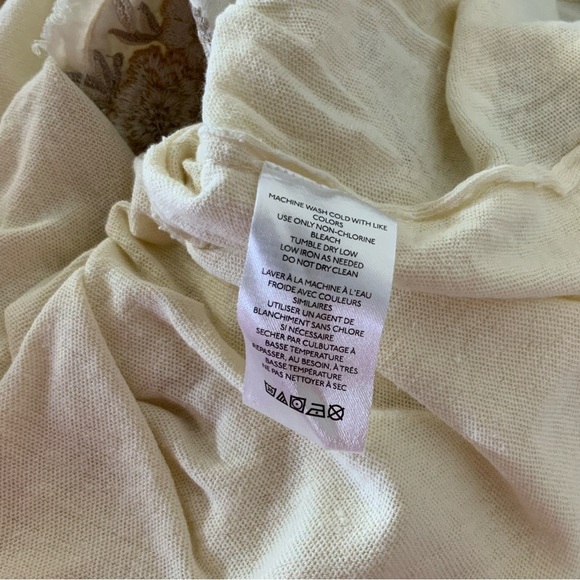 MACHINE WASH COLD WITH LIKE
COLORS
USE ONLY NON-CHLORINE
BLEACH
TUMBLE DRY LOW
LOW IRON AS NEEDED
DO NOT DRY CLEAN
LAVER À LA MACHINE À L'EAU
FROIDE AVEC COULEURS
SIMILAIRES
UTILISER UN AGENT DE
BLANCHIMENT SANS CHLORE
SI NÉCESSAIRE
SECHER PAR CULBUTAGE À
BASSE TEMPÉRATURE
REPASSER, AU BESOIN, À TRÈS
BASSE TEMPÉRATURE
NE PAS NETTOYER À SEC